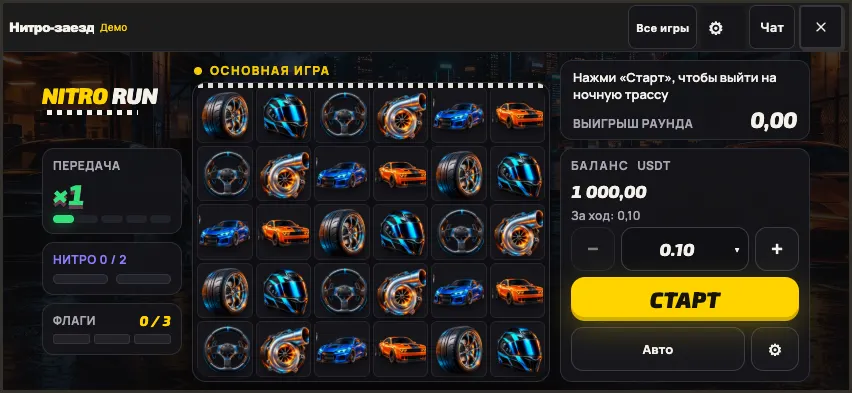 Нитро-заезд Demo
Все игры
Чат
NITRO RUN
ПЕРЕДАЧА
×1
НИТРО 0 / 2
ФЛАГИ 0 / 3
ОСНОВНАЯ ИГРА
Нажми «Старт», чтобы выйти на
ночную трассу
ВЫИГРЫШ РАУНДА 0,00
БАЛАНС USDT
1 000,00
За ход: 0,10
− 0.10 +
СТАРТ
Авто